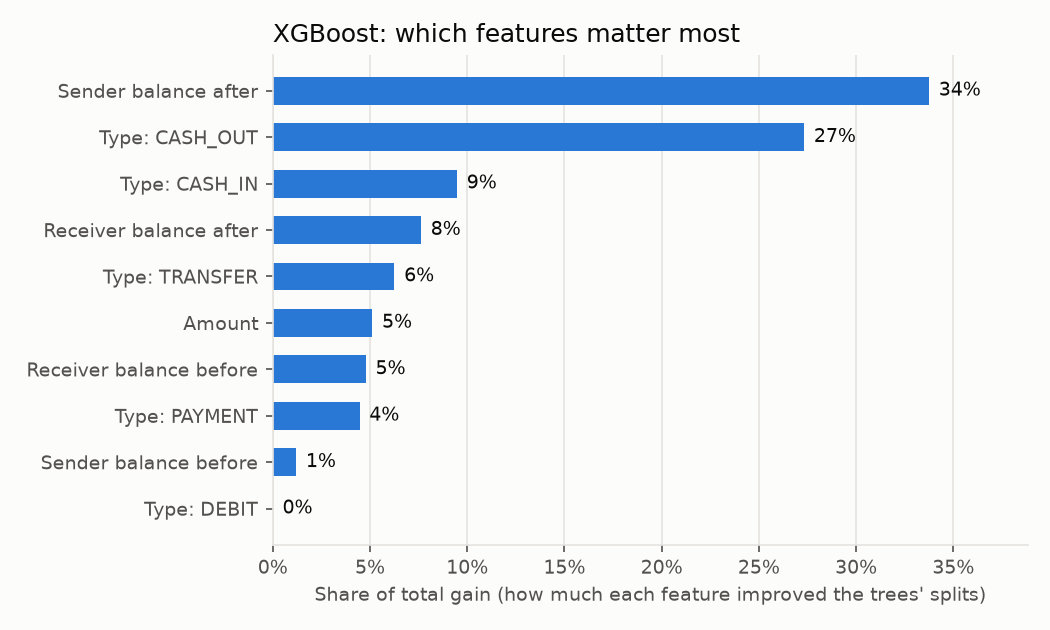 XGBoost: which features matter most
Sender balance after 34%
Type: CASH_OUT 27%
Type: CASH_IN 9%
Receiver balance after 8%
Type: TRANSFER 6%
Amount 5%
Receiver balance before 5%
Type: PAYMENT 4%
Sender balance before 1%
Type: DEBIT 0%
0% 5% 10% 15% 20% 25% 30% 35%
Share of total gain (how much each feature improved the trees' splits)